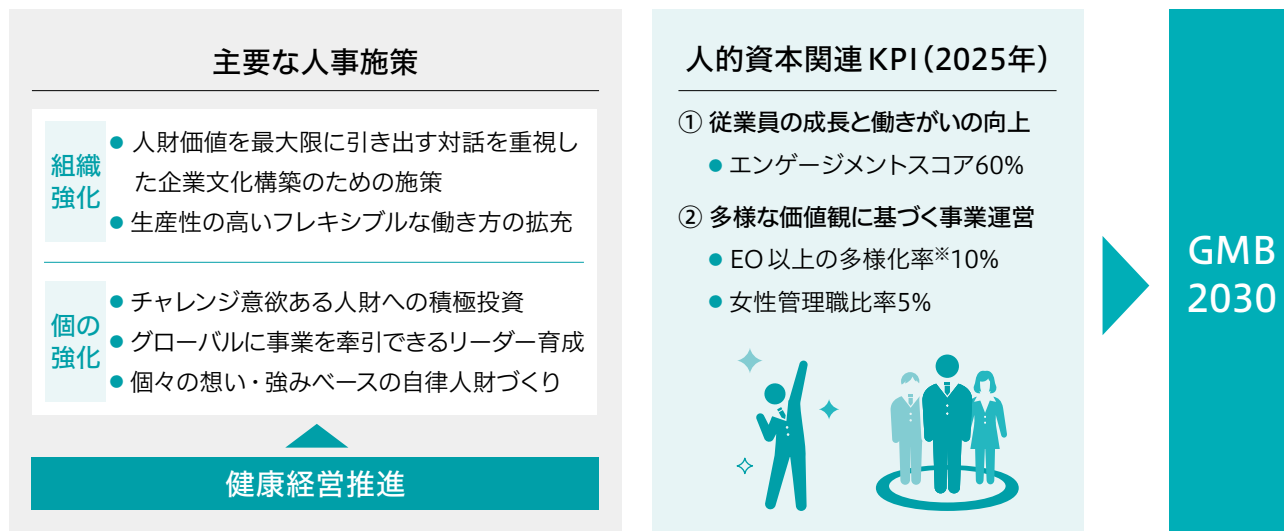 主要な人事施策
組織
強化
● 人財価値を最大限に引き出す対話を重視し
た企業文化構築のための施策
● 生産性の高いフレキシブルな働き方の拡充
個の
強化
● チャレンジ意欲ある人財への積極投資
● グローバルに事業を牽引できるリーダー育成
● 個々の想い・強みベースの自律人財づくり
健康経営推進
人的資本関連KPI(2025年)
① 従業員の成長と働きがいの向上
● エンゲージメントスコア60%
② 多様な価値観に基づく事業運営
● EO以上の多様化率※10%
● 女性管理職比率5%
GMB
2030